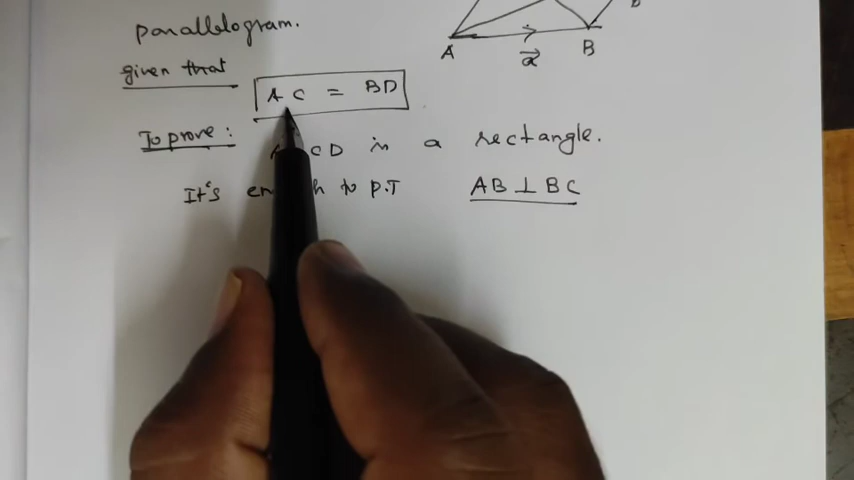 parallelogram.
given that
AC = BD
To prove: CD is a rectangle.
It's to P.T AB ⊥ BC
A
a⃗
B